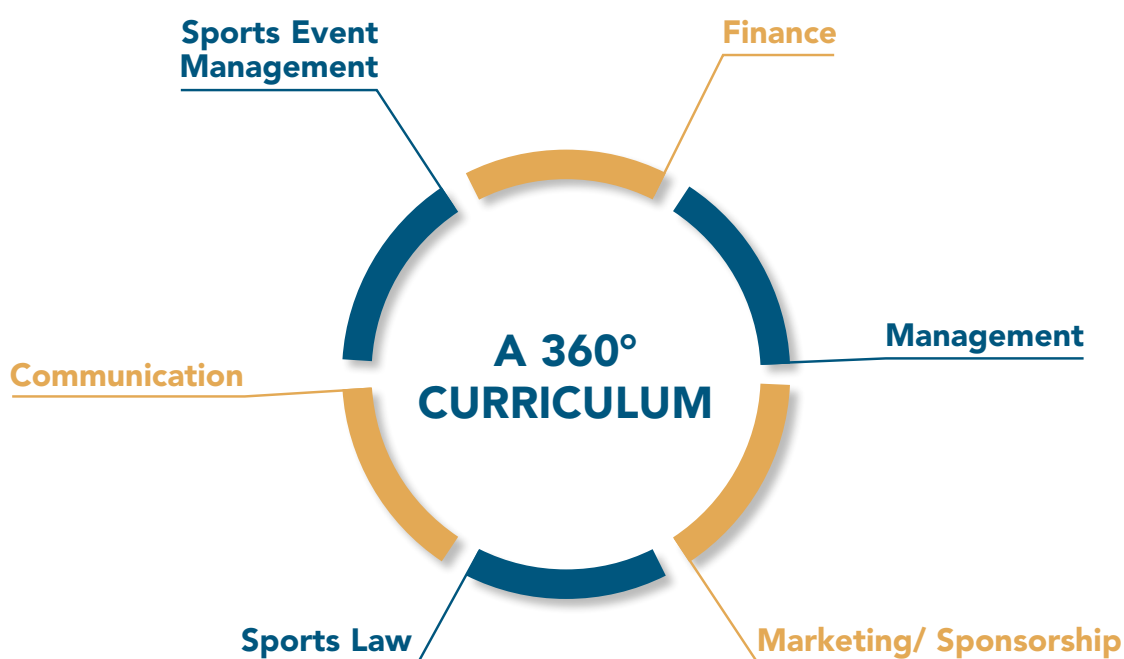 Sports Event
Management
Finance
Management
A 360°
CURRICULUM
Communication
Sports Law
Marketing/ Sponsorship